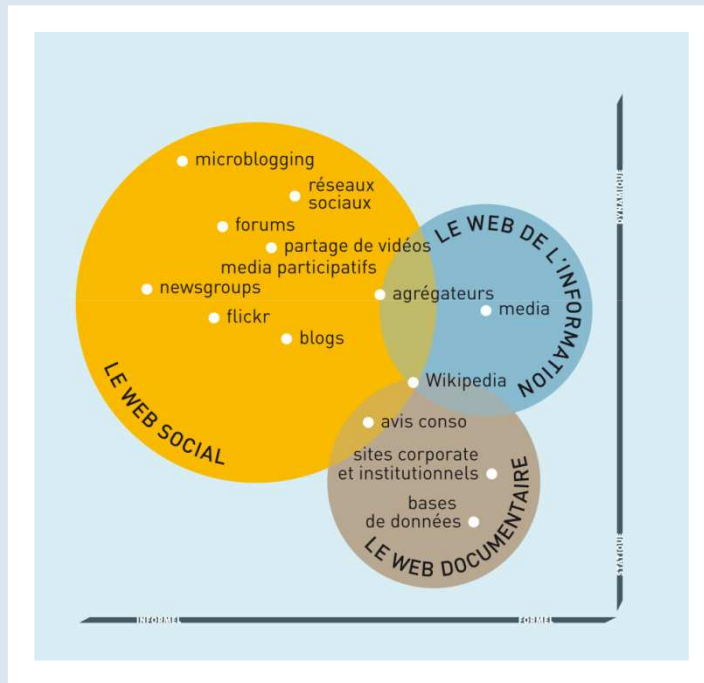 microblogging
réseaux
sociaux
forums
partage de vidéos
media participatifs
newsgroups
agrégateurs
flickr
media
blogs
LE WEB DE L'INFORMATION
Wikipedia
LE WEB SOCIAL
avis conso
sites corporate
et institutionnels
bases
de données
LE WEB DOCUMENTAIRE
DYNAMIQUE
STATIQUE
INFORMEL
FORMEL